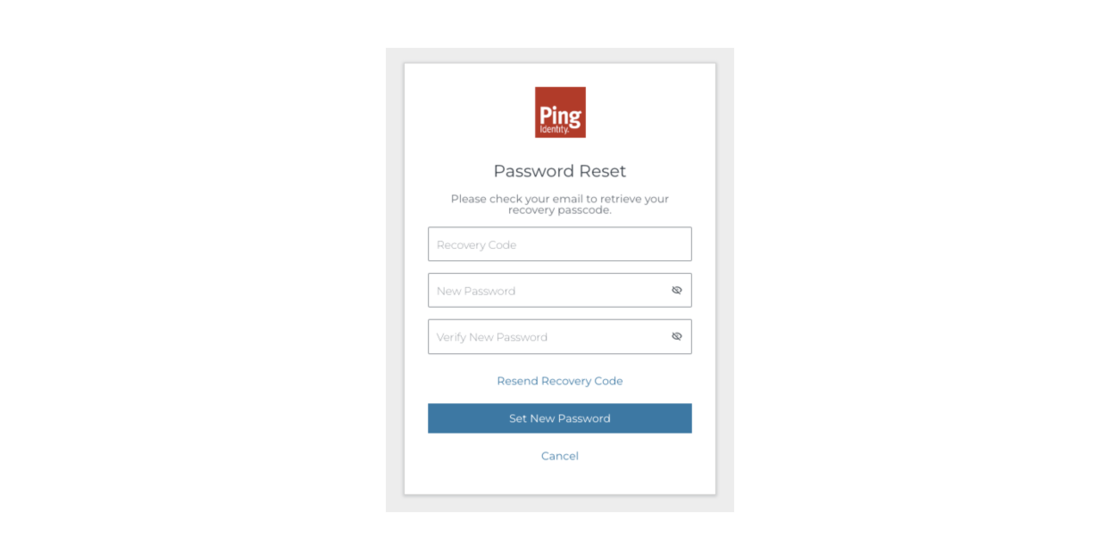 Ping
Identity.
Password Reset
Please check your email to retrieve your
recovery passcode.
Recovery Code
New Password
Verify New Password
Resend Recovery Code
Set New Password
Cancel